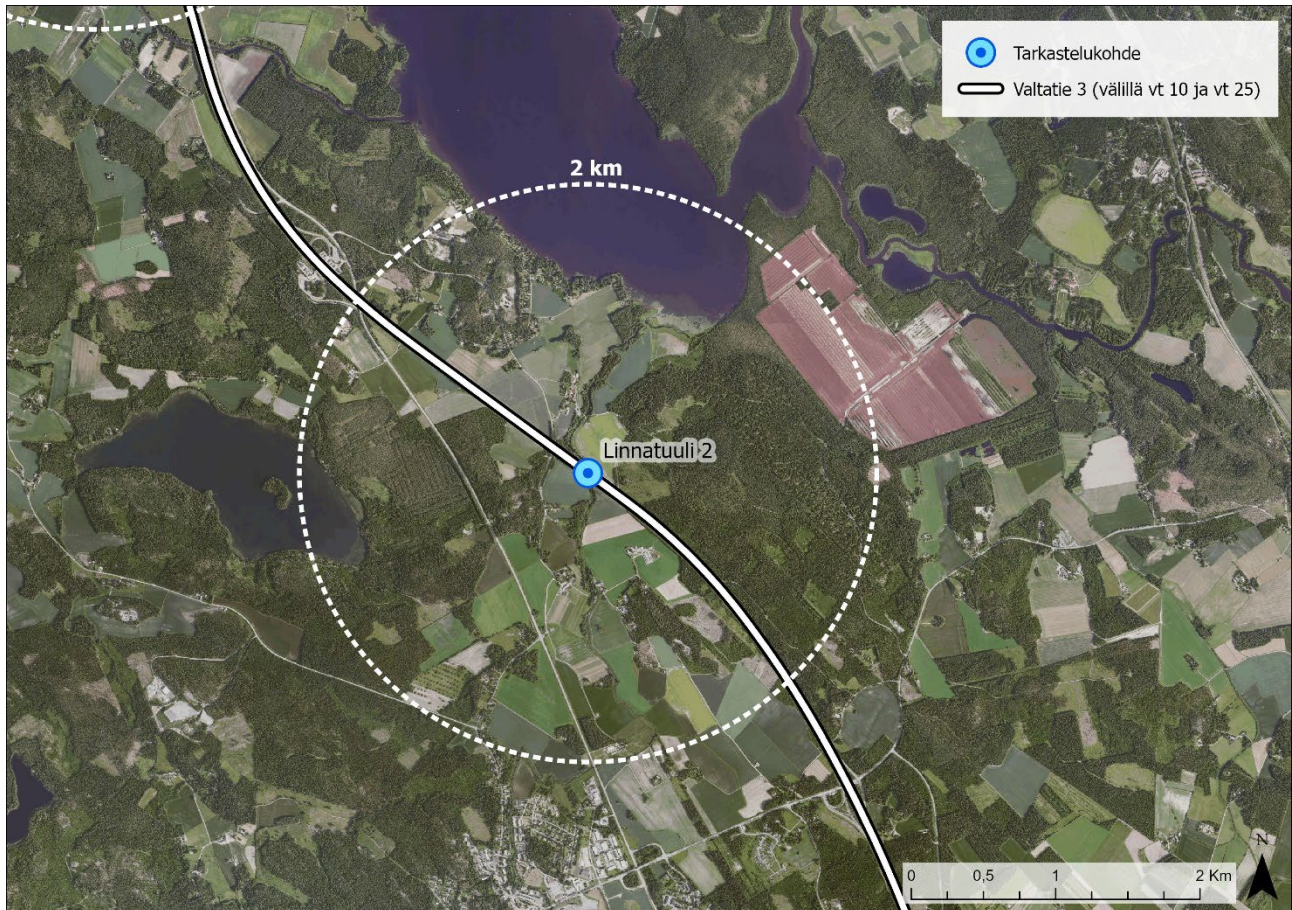 Tarkastelukohde
Valtatie 3 (välillä vt 10 ja vt 25)
2 km
Linnatuuli 2
N
0 0,5 1 2 Km